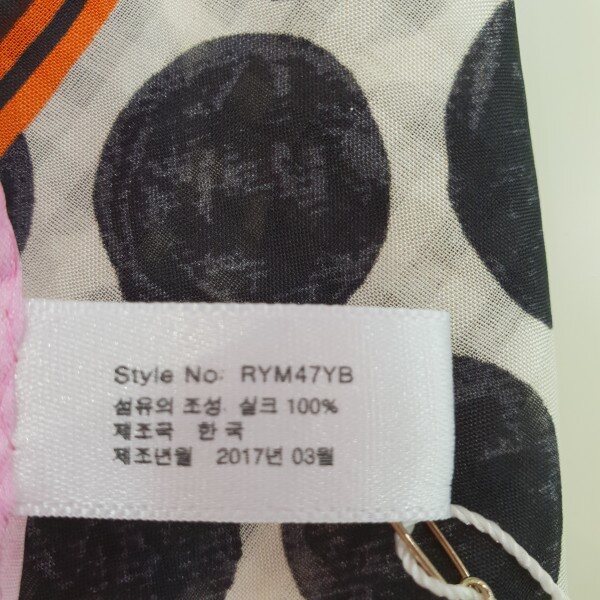 Style No: RYM47YB
섬유의 조성. 실크 100%
제조국 한 국
제조년월 2017년 03월